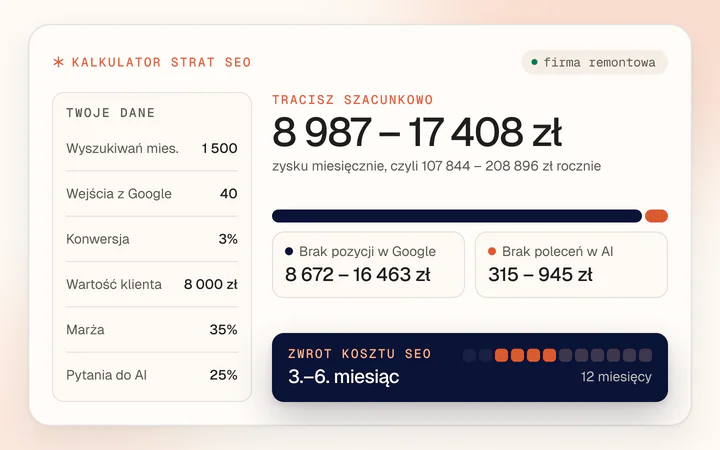 KALKULATOR STRAT SEO
firma remontowa
TWOJE DANE
Wyszukiwań mies. 1 500
Wejścia z Google 40
Konwersja 3%
Wartość klienta 8 000 zł
Marża 35%
Pytania do AI 25%
TRACISZ SZACUNKOWO
8 987 – 17 408 zł
zysku miesięcznie, czyli 107 844 – 208 896 zł rocznie
Brak pozycji w Google
8 672 – 16 463 zł
Brak poleceń w AI
315 – 945 zł
ZWROT KOSZTU SEO
3.–6. miesiąc
12 miesięcy